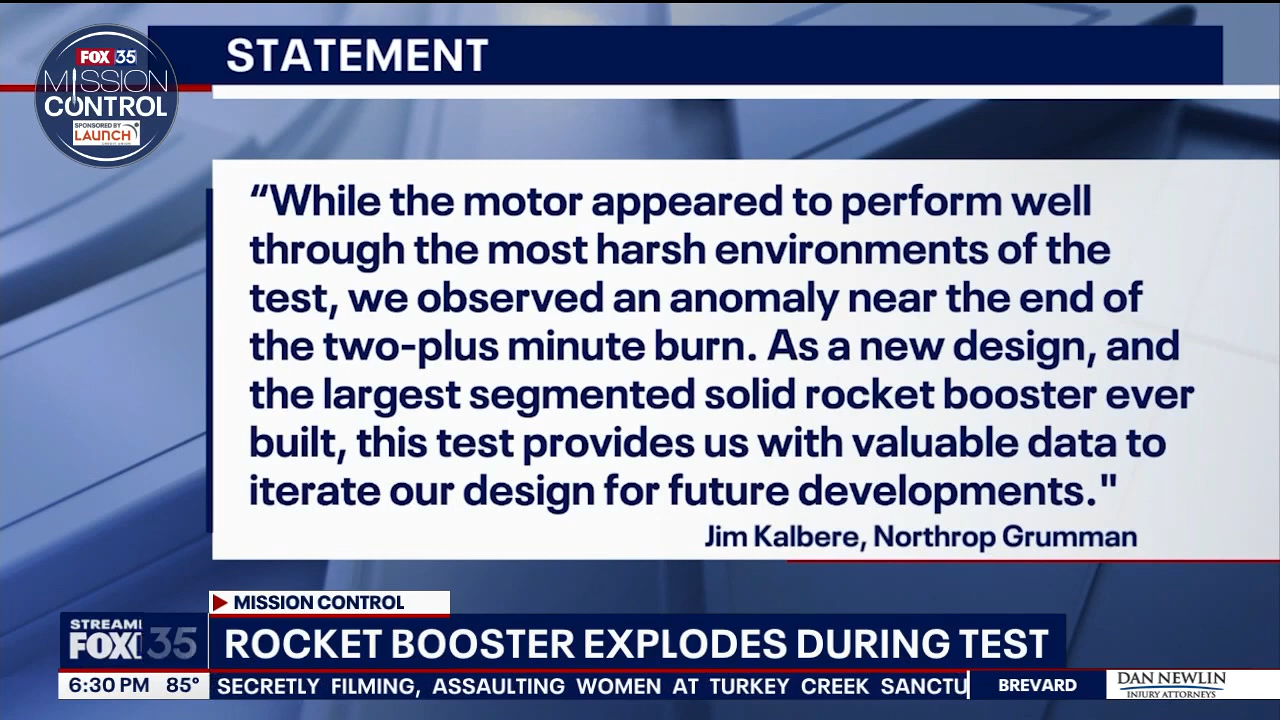 FOX 35
MISSION
CONTROL
SPONSORED BY
LAUNCH
CREDIT UNION
STATEMENT
“While the motor appeared to perform well
through the most harsh environments of the
test, we observed an anomaly near the end of
the two-plus minute burn. As a new design, and
the largest segmented solid rocket booster ever
built, this test provides us with valuable data to
iterate our design for future developments."
Jim Kalbere, Northrop Grumman
MISSION CONTROL
STREAMI
FOX 35
ROCKET BOOSTER EXPLODES DURING TEST
6:30 PM 85° SECRETLY FILMING, ASSAULTING WOMEN AT TURKEY CREEK SANCTU BREVARD
DAN NEWLIN
INJURY ATTORNEYS